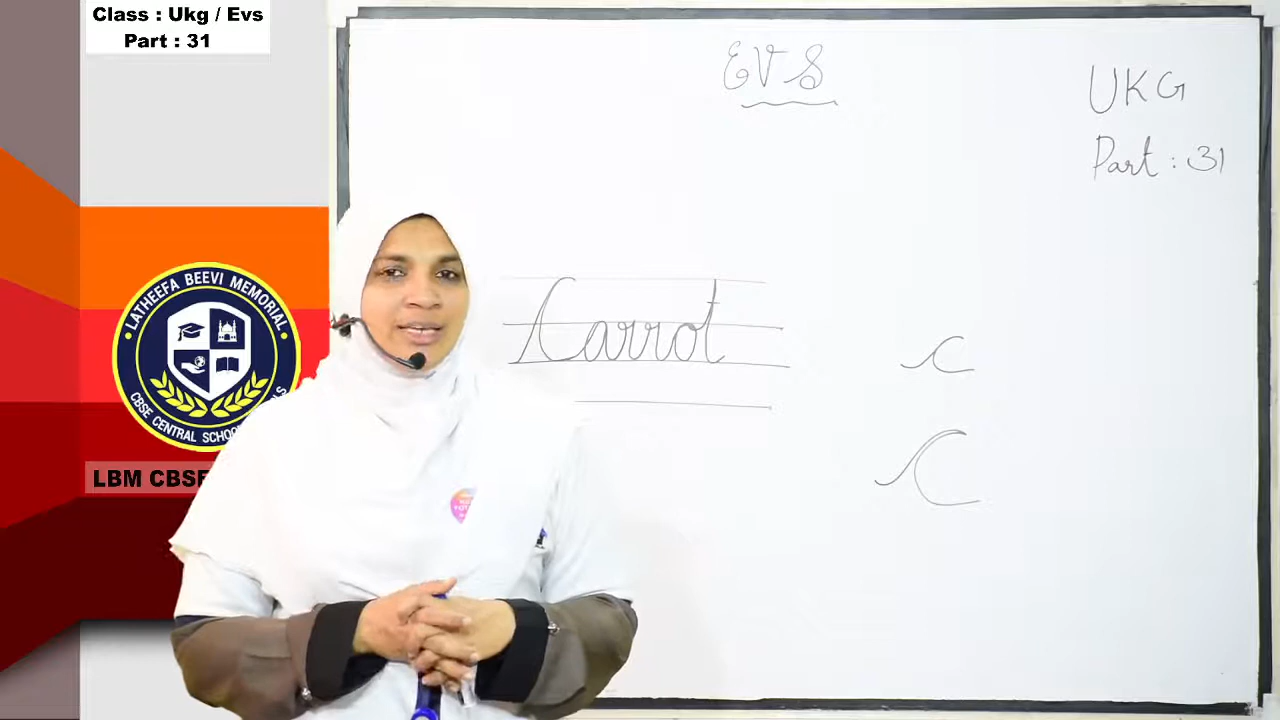 Class : Ukg / Evs
Part : 31
EVS
UKG
Part : 31
Carrot
c
C
LATHEEFA BEEVI MEMORIAL
CBSE CENTRAL SCHOOL
LBM CBSE